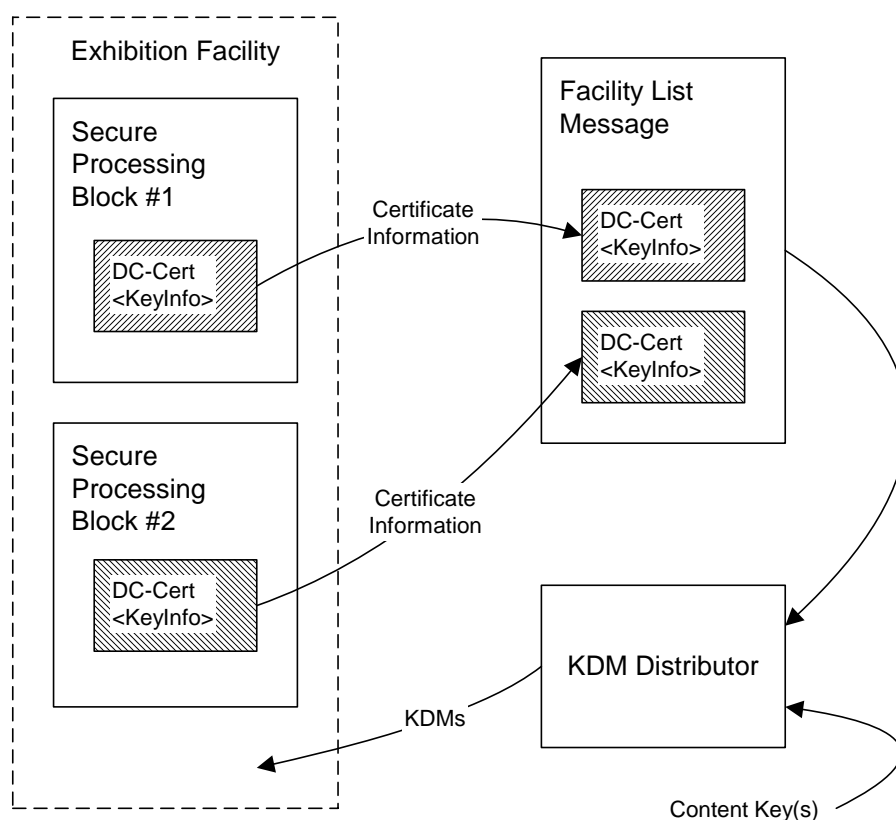 Exhibition Facility
Secure
Processing
Block #1
DC-Cert
<KeyInfo>
Certificate
Information
Facility List
Message
DC-Cert
<KeyInfo>
DC-Cert
<KeyInfo>
Secure
Processing
Block #2
DC-Cert
<KeyInfo>
Certificate
Information
KDM Distributor
KDMs
Content Key(s)